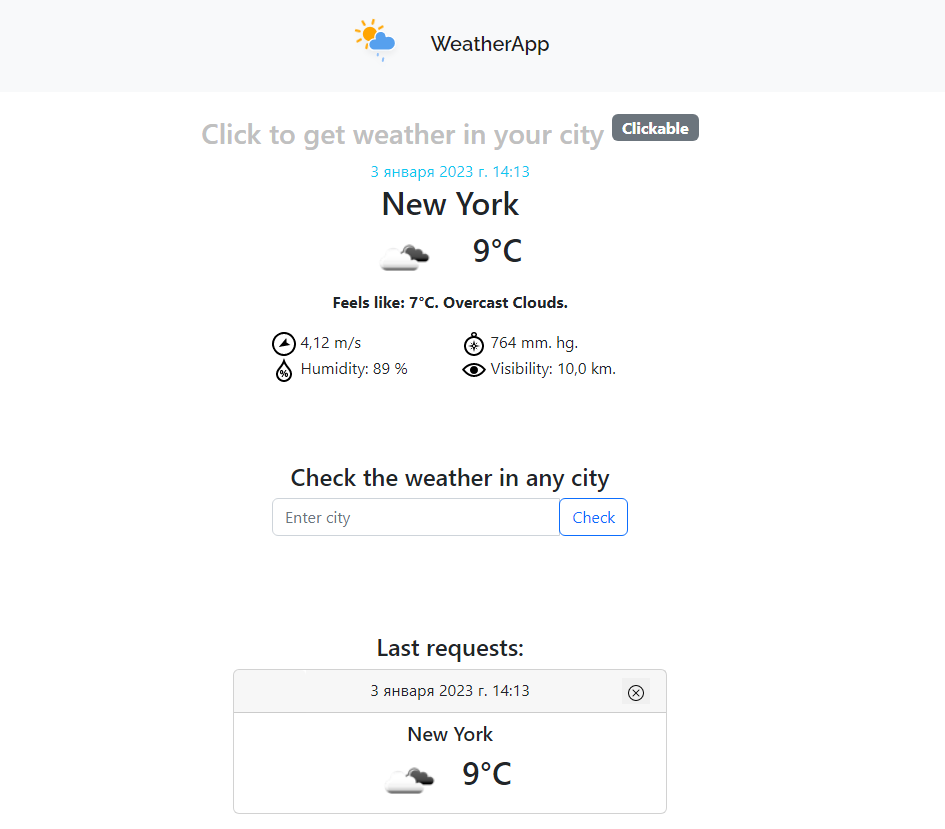 WeatherApp
Click to get weather in your city Clickable
3 января 2023 г. 14:13
New York
9°C
Feels like: 7°C. Overcast Clouds.
4,12 m/s 764 mm. hg.
% Humidity: 89 % Visibility: 10,0 km.
Check the weather in any city
Enter city Check
Last requests:
3 января 2023 г. 14:13
New York
9°C